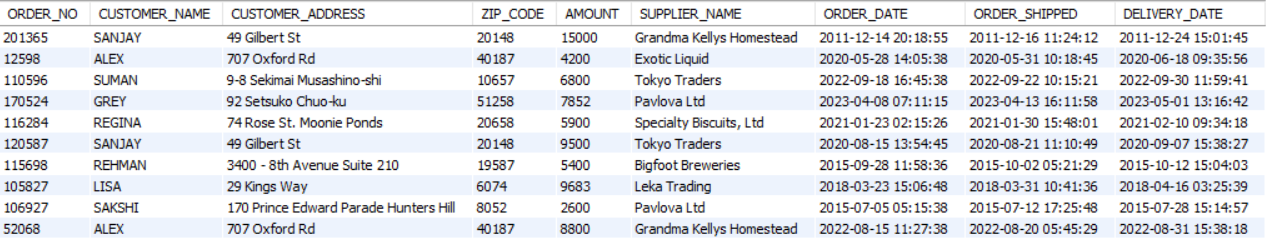 ORDER_NO CUSTOMER_NAME CUSTOMER_ADDRESS ZIP_CODE AMOUNT SUPPLIER_NAME ORDER_DATE ORDER_SHIPPED DELIVERY_DATE
201365 SANJAY 49 Gilbert St 20148 15000 Grandma Kellys Homestead 2011-12-14 20:18:55 2011-12-16 11:24:12 2011-12-24 15:01:45
12598 ALEX 707 Oxford Rd 40187 4200 Exotic Liquid 2020-05-28 14:05:38 2020-05-31 10:18:45 2020-06-18 09:35:56
110596 SUMAN 9-8 Sekimai Musashino-shi 10657 6800 Tokyo Traders 2022-09-18 16:45:38 2022-09-22 10:15:21 2022-09-30 11:59:41
170524 GREY 92 Setsuko Chuo-ku 51258 7852 Pavlova Ltd 2023-04-08 07:11:15 2023-04-13 16:11:58 2023-05-01 13:16:42
116284 REGINA 74 Rose St. Moonie Ponds 20658 5900 Specialty Biscuits, Ltd 2021-01-23 02:15:26 2021-01-30 15:48:01 2021-02-10 09:34:18
120587 SANJAY 49 Gilbert St 20148 9500 Tokyo Traders 2020-08-15 13:54:45 2020-08-21 11:10:49 2020-09-07 15:38:27
115698 REHMAN 3400 - 8th Avenue Suite 210 19587 5400 Bigfoot Breweries 2015-09-28 11:58:36 2015-10-02 05:21:29 2015-10-12 15:04:03
105827 LISA 29 Kings Way 6074 9683 Leka Trading 2018-03-23 15:06:48 2018-03-31 10:41:36 2018-04-16 03:25:39
106927 SAKSHI 170 Prince Edward Parade Hunters Hill 8052 2600 Pavlova Ltd 2015-07-05 05:15:38 2015-07-12 17:25:48 2015-07-28 15:14:57
52068 ALEX 707 Oxford Rd 40187 8800 Grandma Kellys Homestead 2022-08-15 11:27:38 2022-08-20 05:45:29 2022-08-31 15:38:18